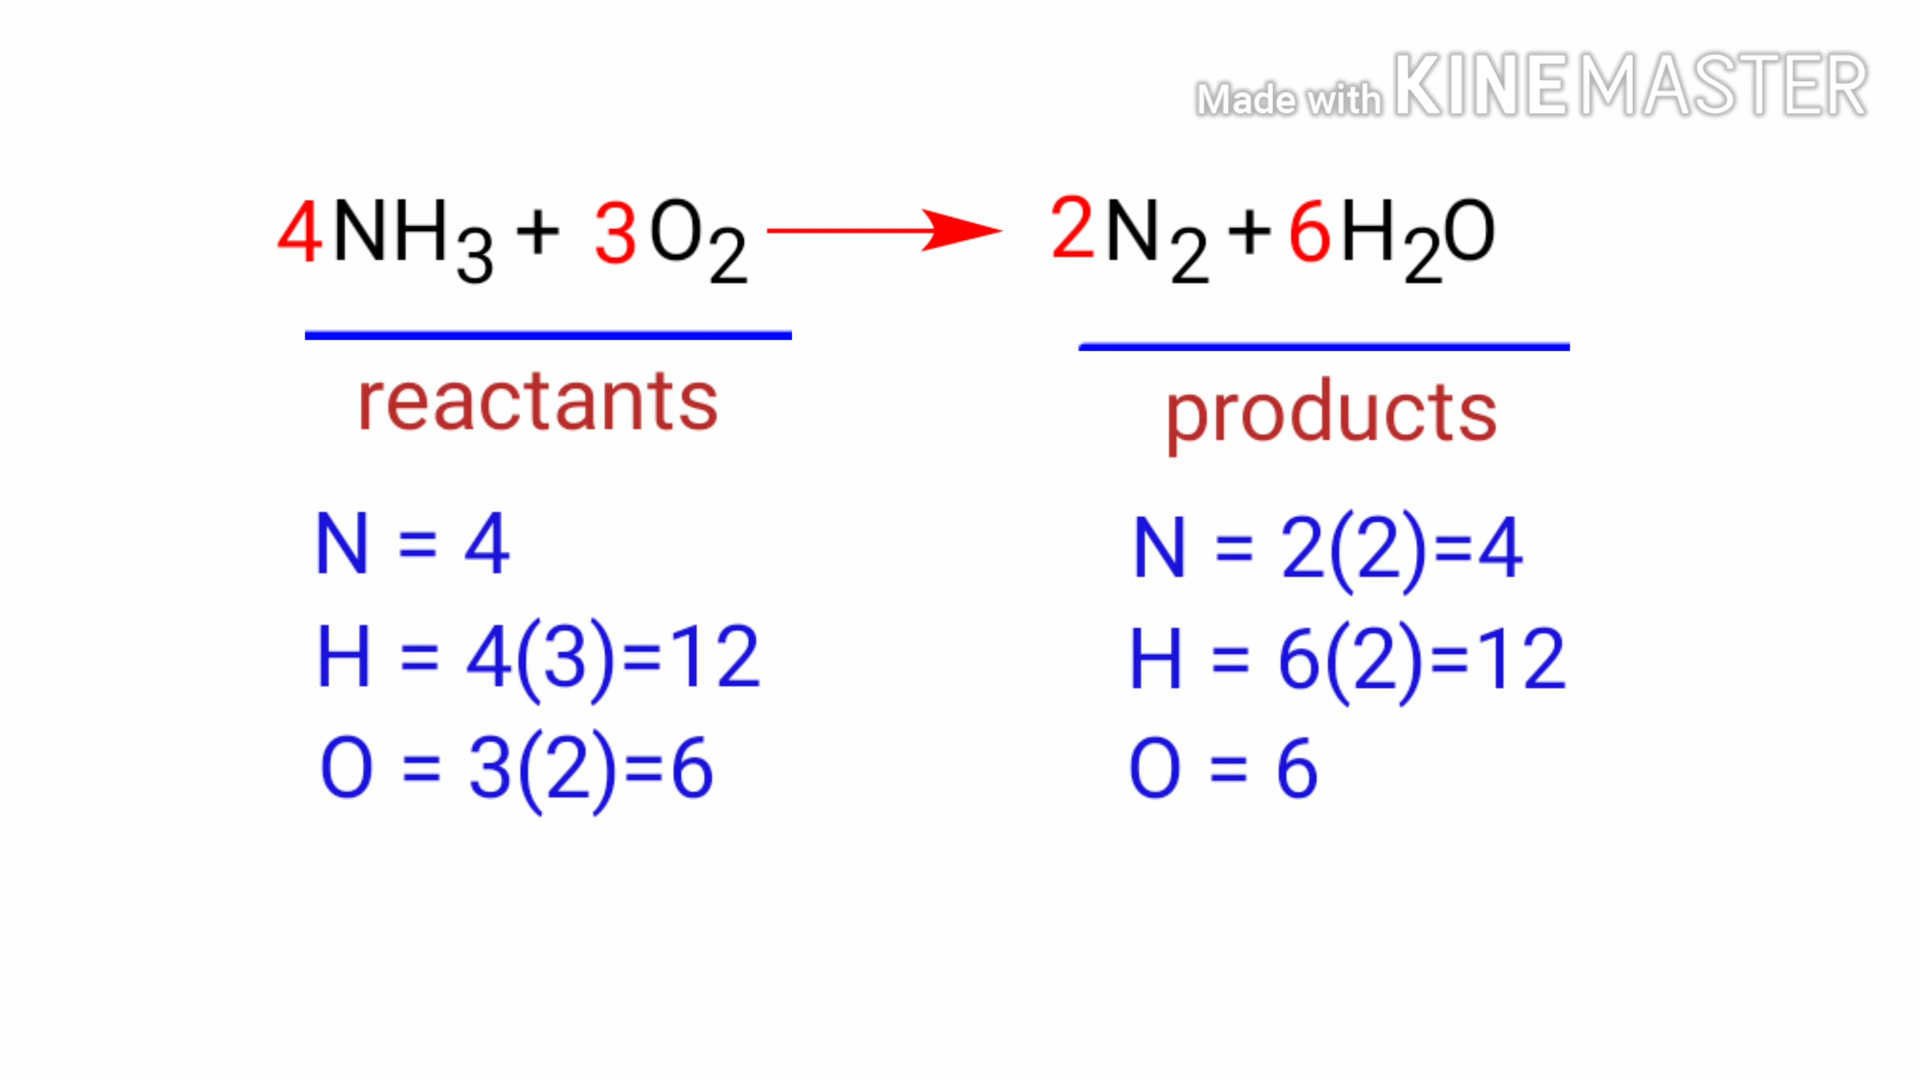 Made with KINEMASTER
4NH3 + 3O2 → 2N2 + 6H2O
reactants products
N = 4 N = 2(2)=4
H = 4(3)=12 H = 6(2)=12
O = 3(2)=6 O = 6